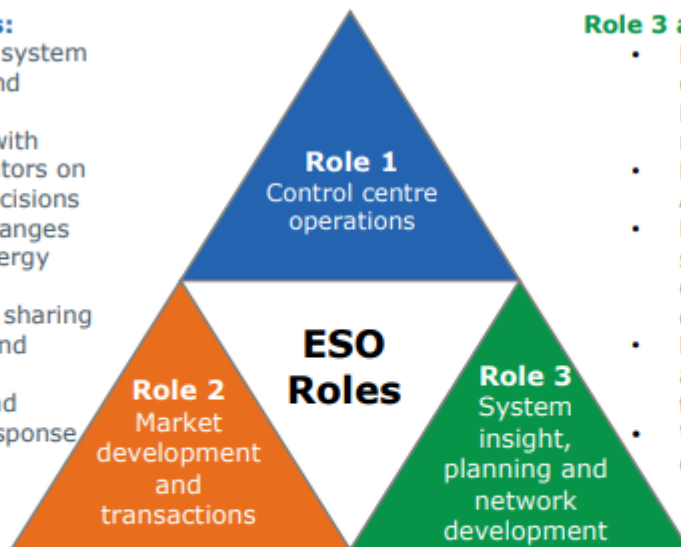 s:
system
nd
with
tors on
cisions
anges
ergy
sharing
nd
nd
sponse
Role 1
Control centre
operations
ESO
Roles
Role 2
Market
development
and
transactions
Role 3
System
insight,
planning and
network
development
Role 3 a